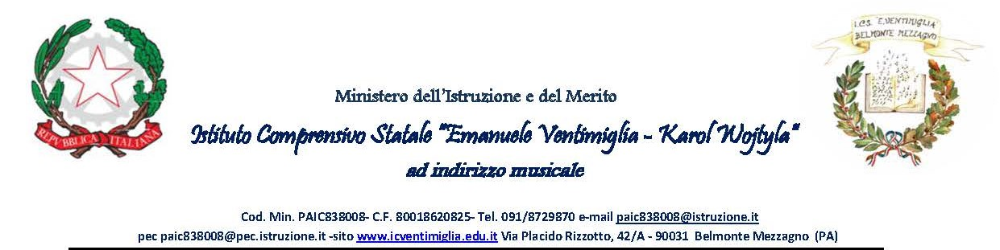 I.C.S. "E. VENTIMIGLIA"
BELMONTE MEZZAGNO
REPVBBLICA ITALIANA
Ministero dell'Istruzione e del Merito
Istituto Comprensivo Statale "Emanuele Ventimiglia - Karol Wojtyla"
ad indirizzo musicale
Cod. Min. PAIC838008- C.F. 80018620825- Tel. 091/8729870 e-mail paic838008@istruzione.it
pec paic838008@pec.istruzione.it -sito www.icventimiglia.edu.it Via Placido Rizzotto, 42/A - 90031 Belmonte Mezzagno (PA)